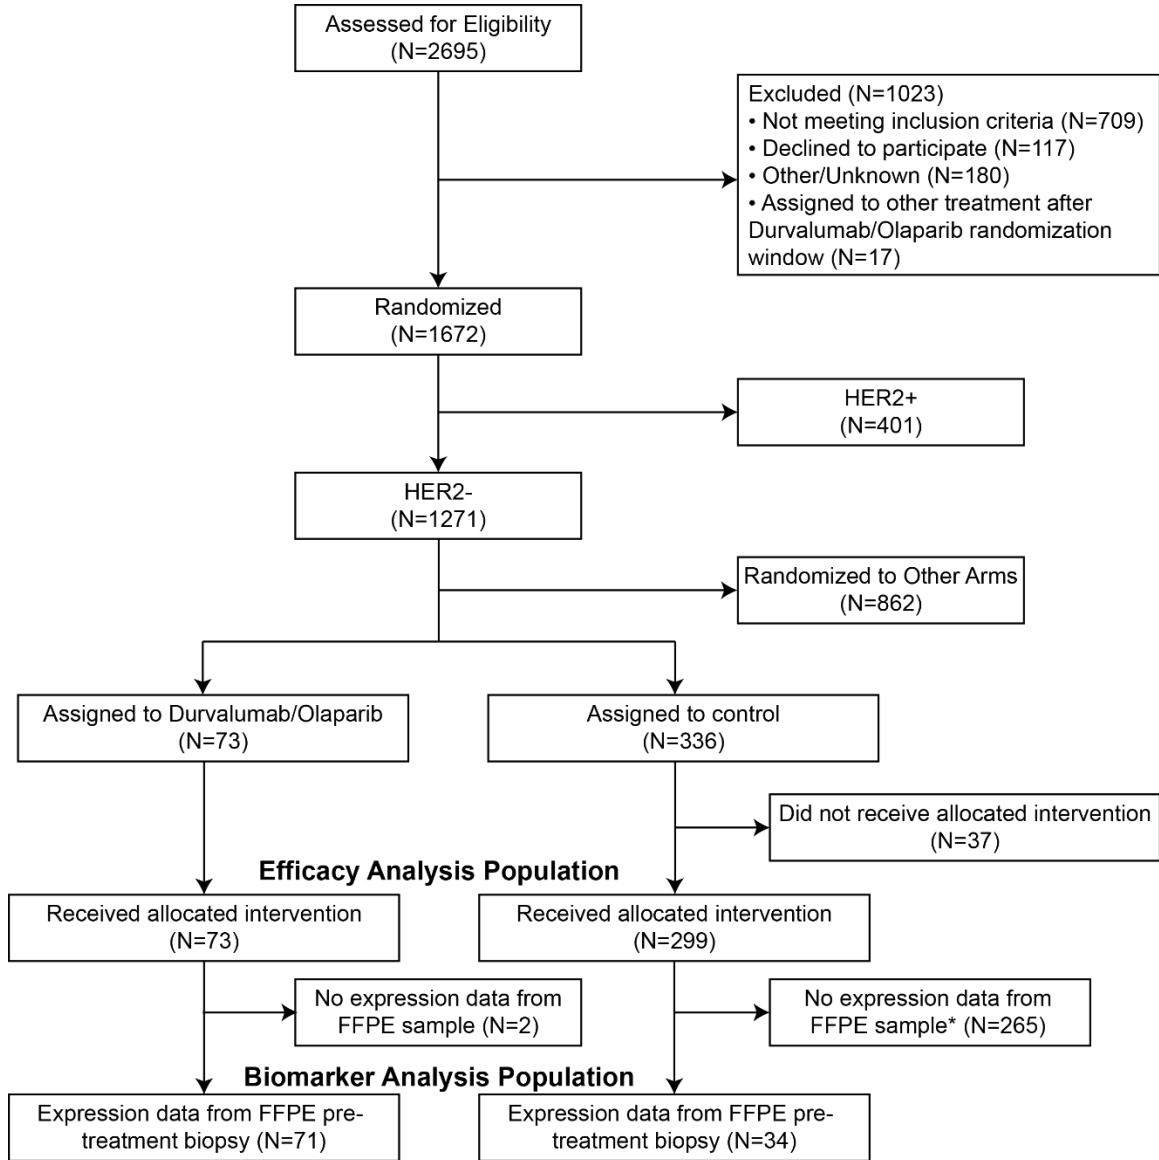 Assessed for Eligibility
(N=2695)
Excluded (N=1023)
• Not meeting inclusion criteria (N=709)
• Declined to participate (N=117)
• Other/Unknown (N=180)
• Assigned to other treatment after
Durvalumab/Olaparib randomization
window (N=17)
Randomized
(N=1672)
HER2+
(N=401)
HER2-
(N=1271)
Randomized to Other Arms
(N=862)
Assigned to Durvalumab/Olaparib
(N=73)
Assigned to control
(N=336)
Did not receive allocated intervention
(N=37)
Efficacy Analysis Population
Received allocated intervention
(N=73)
Received allocated intervention
(N=299)
No expression data from
FFPE sample (N=2)
No expression data from
FFPE sample* (N=265)
Biomarker Analysis Population
Expression data from FFPE pre-
treatment biopsy (N=71)
Expression data from FFPE pre-
treatment biopsy (N=34)